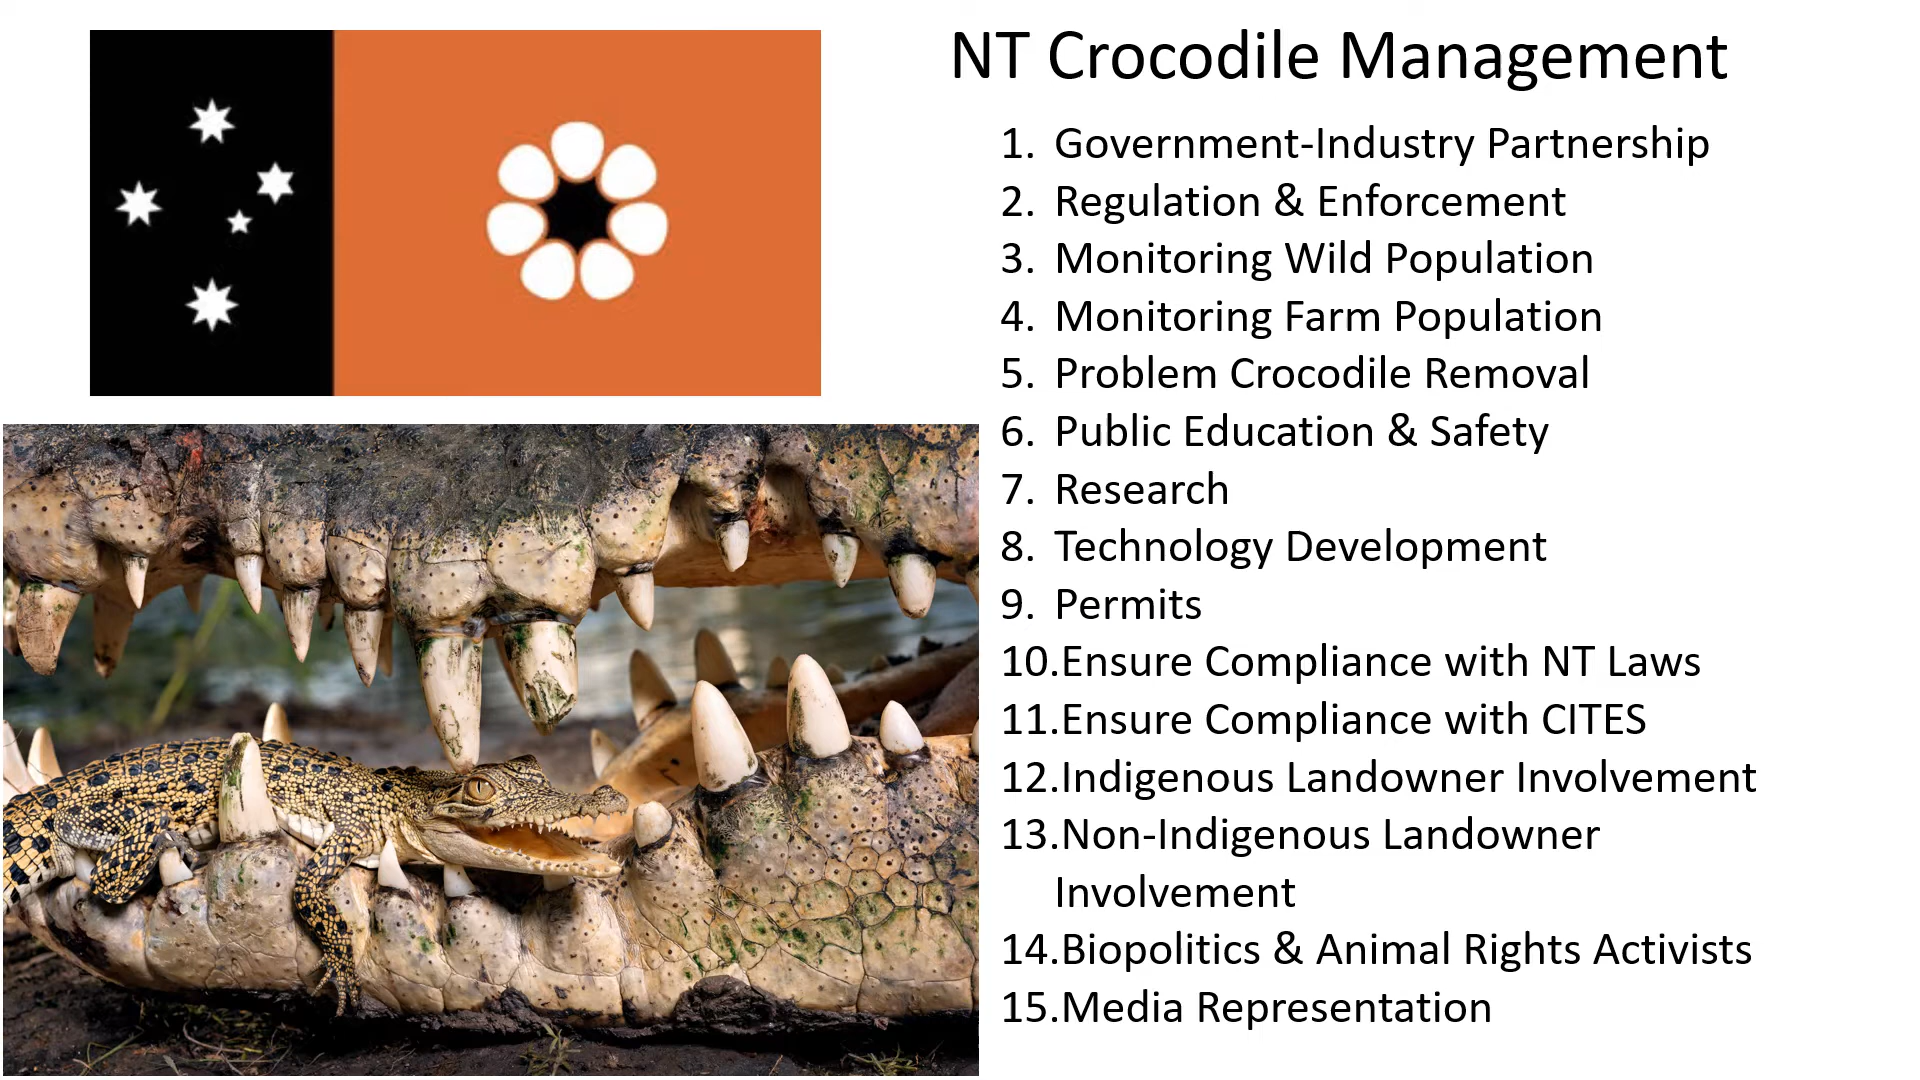 NT Crocodile Management
1. Government-Industry Partnership
2. Regulation & Enforcement
3. Monitoring Wild Population
4. Monitoring Farm Population
5. Problem Crocodile Removal
6. Public Education & Safety
7. Research
8. Technology Development
9. Permits
10.Ensure Compliance with NT Laws
11.Ensure Compliance with CITES
12.Indigenous Landowner Involvement
13.Non-Indigenous Landowner
Involvement
14.Biopolitics & Animal Rights Activists
15.Media Representation